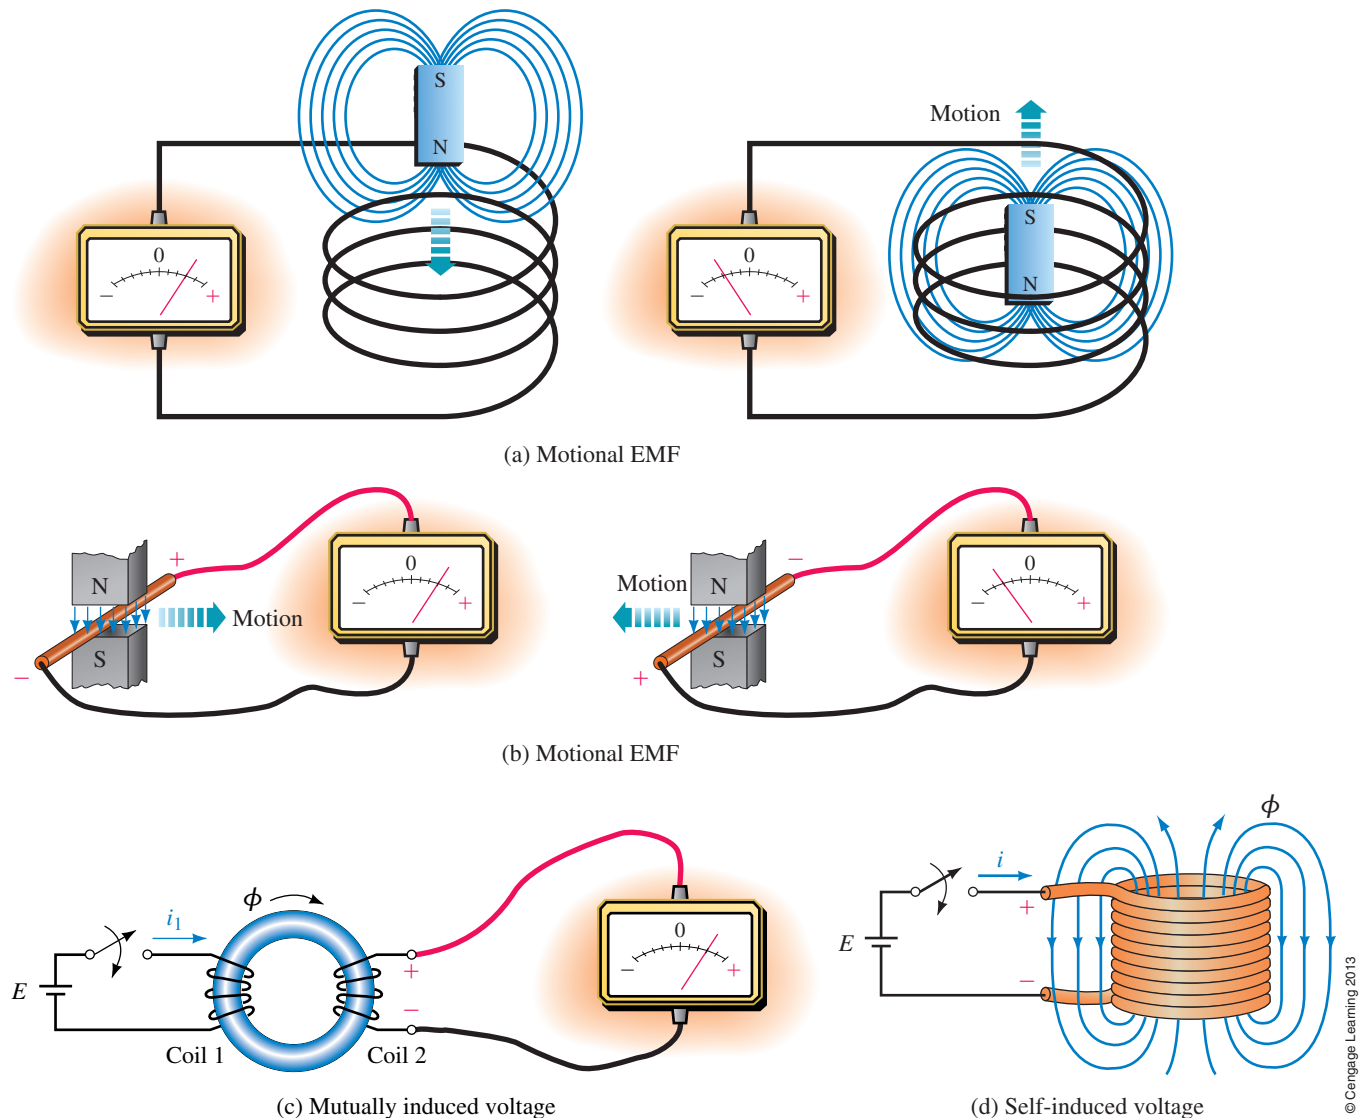 S
N
Motion
S
N
0
− +
0
− +
(a) Motional EMF
+
N
S
−
Motion
0
− +
−
Motion
N
S
+
0
− +
(b) Motional EMF
ϕ
i1
E
+
−
Coil 1
Coil 2
0
− +
(c) Mutually induced voltage
ϕ
i
+
E
−
(d) Self-induced voltage
© Cengage Learning 2013